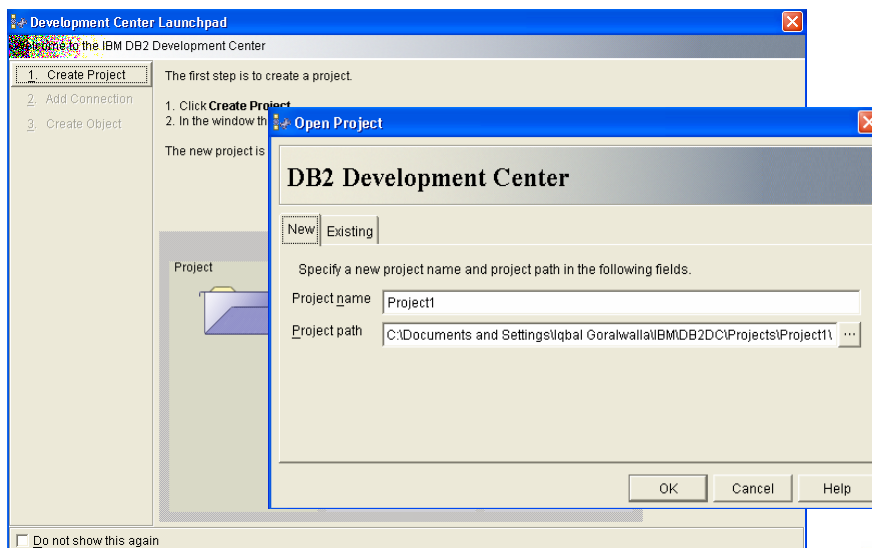 Development Center Launchpad
Welcome to the IBM DB2 Development Center
1. Create Project
2. Add Connection
3. Create Object
The first step is to create a project.
1. Click Create Project
2. In the window th
The new project is
Project
Open Project
DB2 Development Center
New Existing
Specify a new project name and project path in the following fields.
Project name Project1
Project path C:\Documents and Settings\Iqbal Goralwalla\IBM\DB2DC\Projects\Project1\ ...
OK Cancel Help
Do not show this again